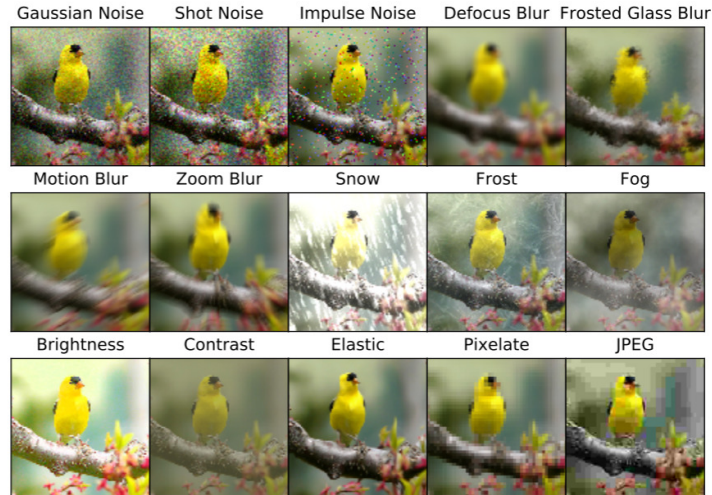 Gaussian Noise Shot Noise Impulse Noise Defocus Blur Frosted Glass Blur
Motion Blur Zoom Blur Snow Frost Fog
Brightness Contrast Elastic Pixelate JPEG